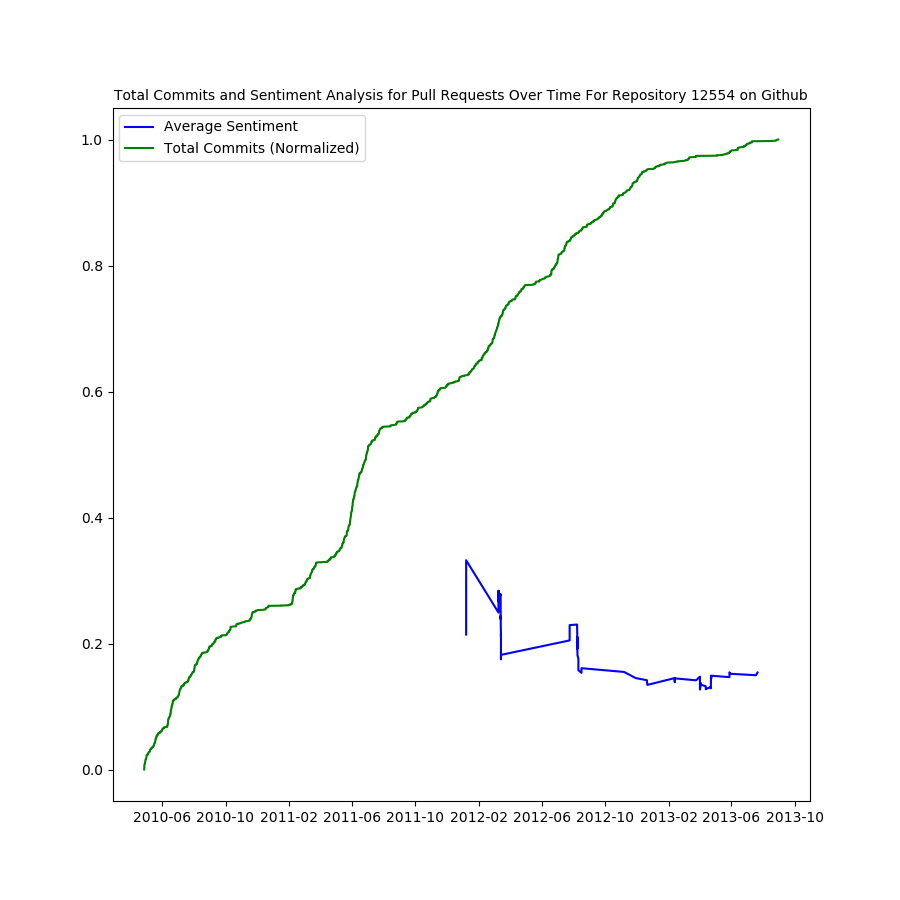 Total Commits and Sentiment Analysis for Pull Requests Over Time For Repository 12554 on Github
Average Sentiment
Total Commits (Normalized)
1.0
0.8
0.6
0.4
0.2
0.0
2010-06 2010-10 2011-02 2011-06 2011-10 2012-02 2012-06 2012-10 2013-02 2013-06 2013-10